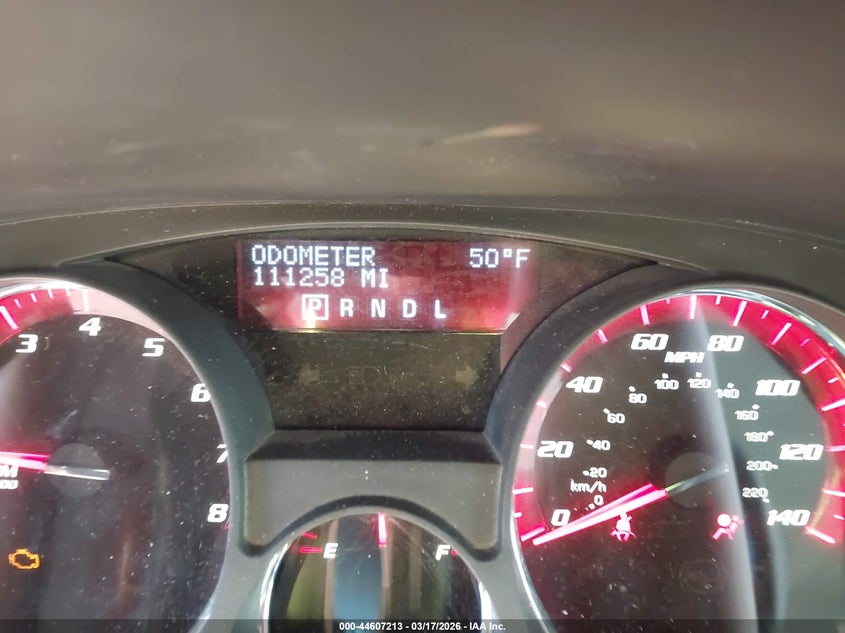 ODOMETER 50°F
111258 MI
P R N D L
3 4 5 6 7 8
E F
0 20 40 60 80 100 120 140
MPH
km/h
0 20 40 60 80 100 120 140 160 180 200 220
000-44607213 - 03/17/2026 - IAA Inc.